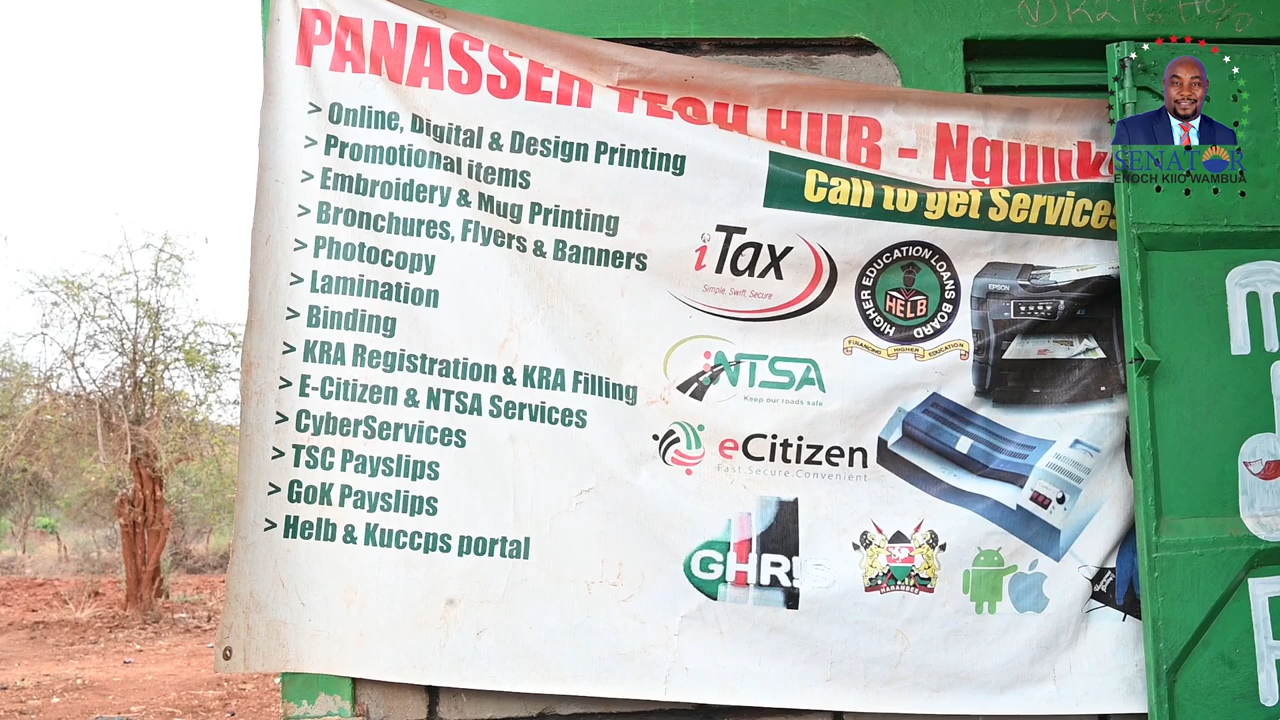 PANASSER TECH HUB - Nguuk
> Online, Digital & Design Printing
> Promotional items
> Embroidery & Mug Printing
> Bronchures, Flyers & Banners
> Photocopy
> Lamination
> Binding
> KRA Registration & KRA Filling
> E-Citizen & NTSA Services
> CyberServices
> TSC Payslips
> GoK Payslips
> Helb & Kuccps portal
Call to get Services
iTax
Simple, Swift, Secure
HIGHER EDUCATION LOANS BOARD
HELB
FINANCING HIGHER EDUCATION
EPSON
NTSA
Keep our roads safe
eCitizen
Fast.Secure.Convenient
GHRIS
HARAMBEE
SENATOR
ENOCH KIIO WAMBUA